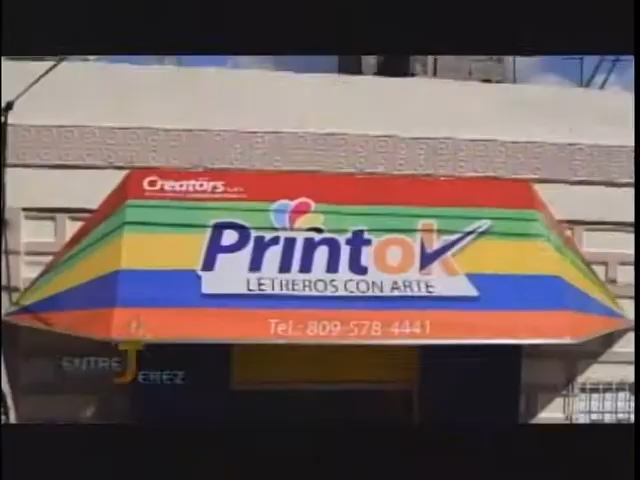 Creators
Printok
LETREROS CON ARTE
Tel.: 809-578-4441
ENTRE JEREZ